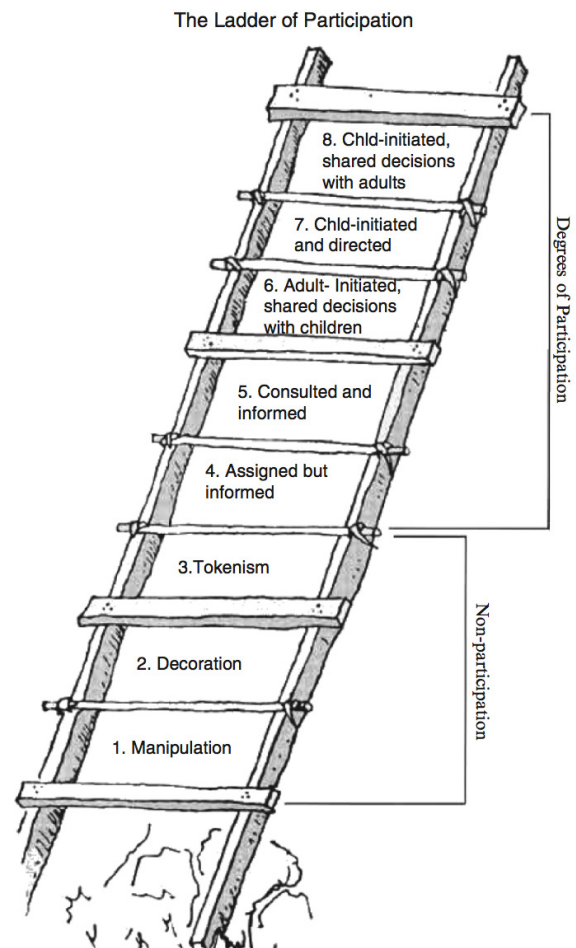 The Ladder of Participation
8. Chld-initiated,
shared decisions
with adults
7. Chld-initiated
and directed
6. Adult- Initiated,
shared decisions
with children
5. Consulted and
informed
4. Assigned but
informed
3.Tokenism
2. Decoration
1. Manipulation
Degrees of Participation
Non-participation